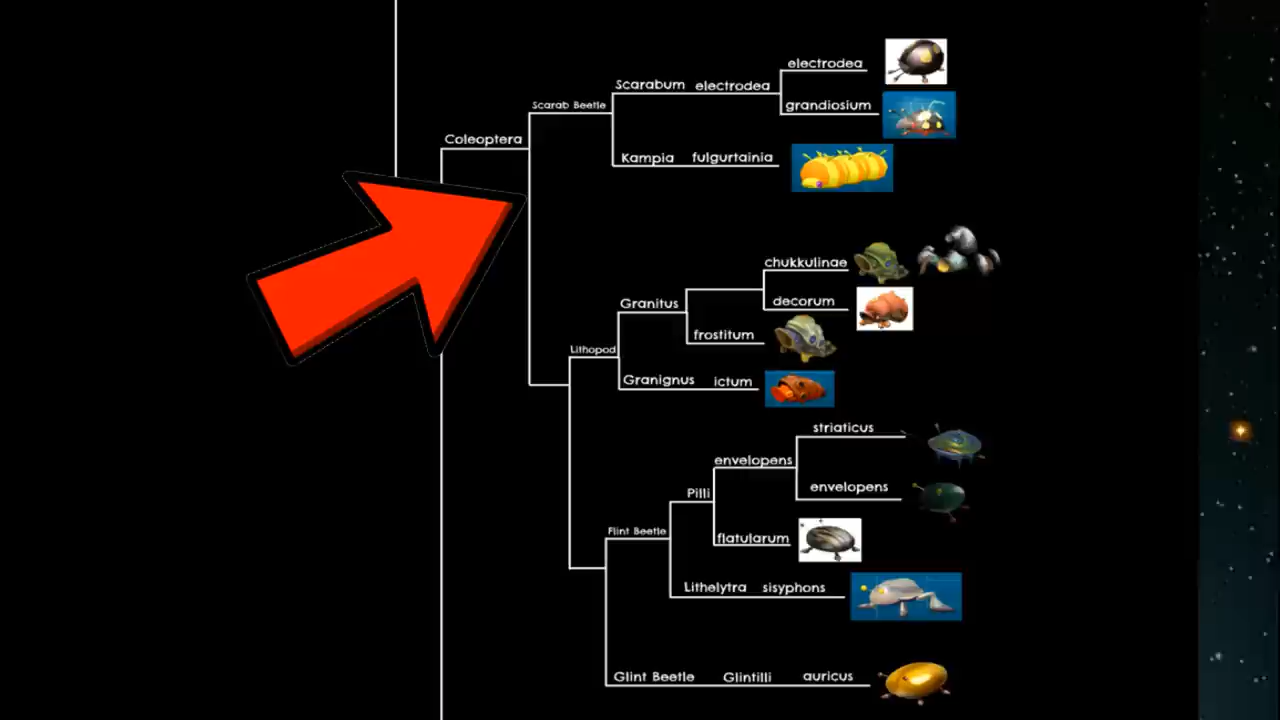 electrodea
Scarabum electrodea
grandiosium
Scarab Beetle
Coleoptera
Kampia fulgurtainia
chukkulinae
Granitus
decorum
frostitum
Lithopod
Granignus ictum
striaticus
envelopens
envelopens
Pilli
Flint Beetle
flatularum
Lithelytra sisyphons
Glint Beetle Glintilli auricus